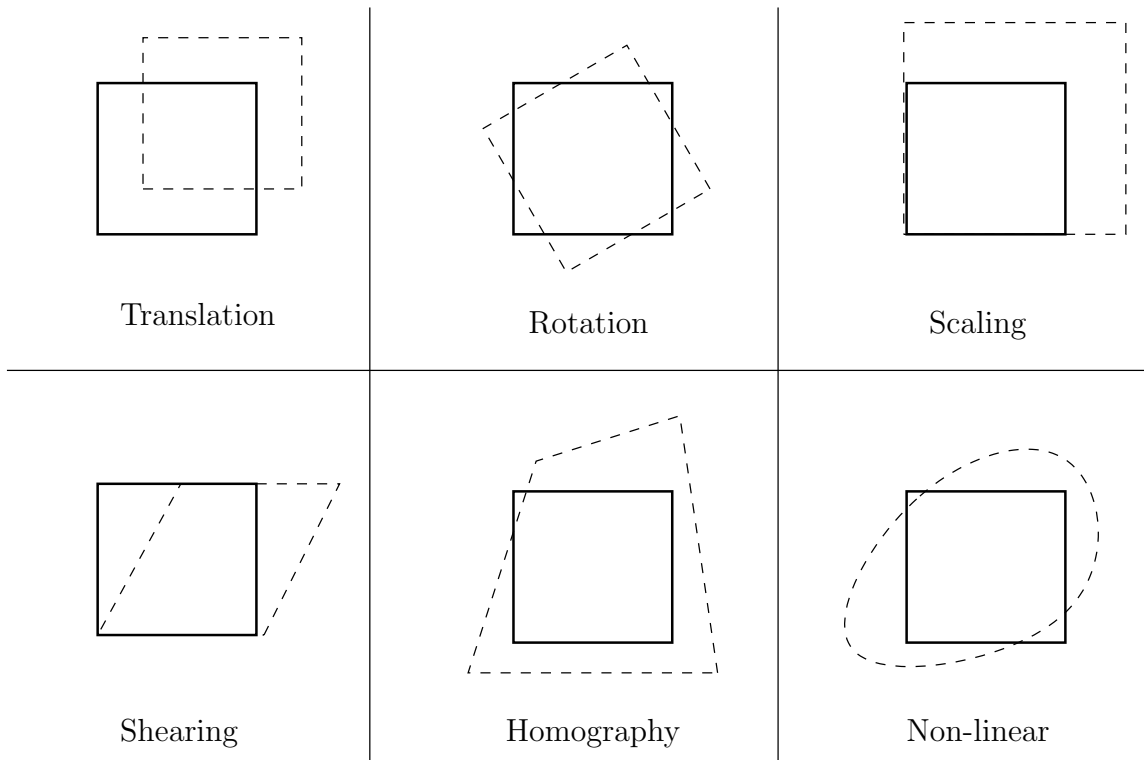 Translation
Rotation
Scaling
Shearing
Homography
Non-linear